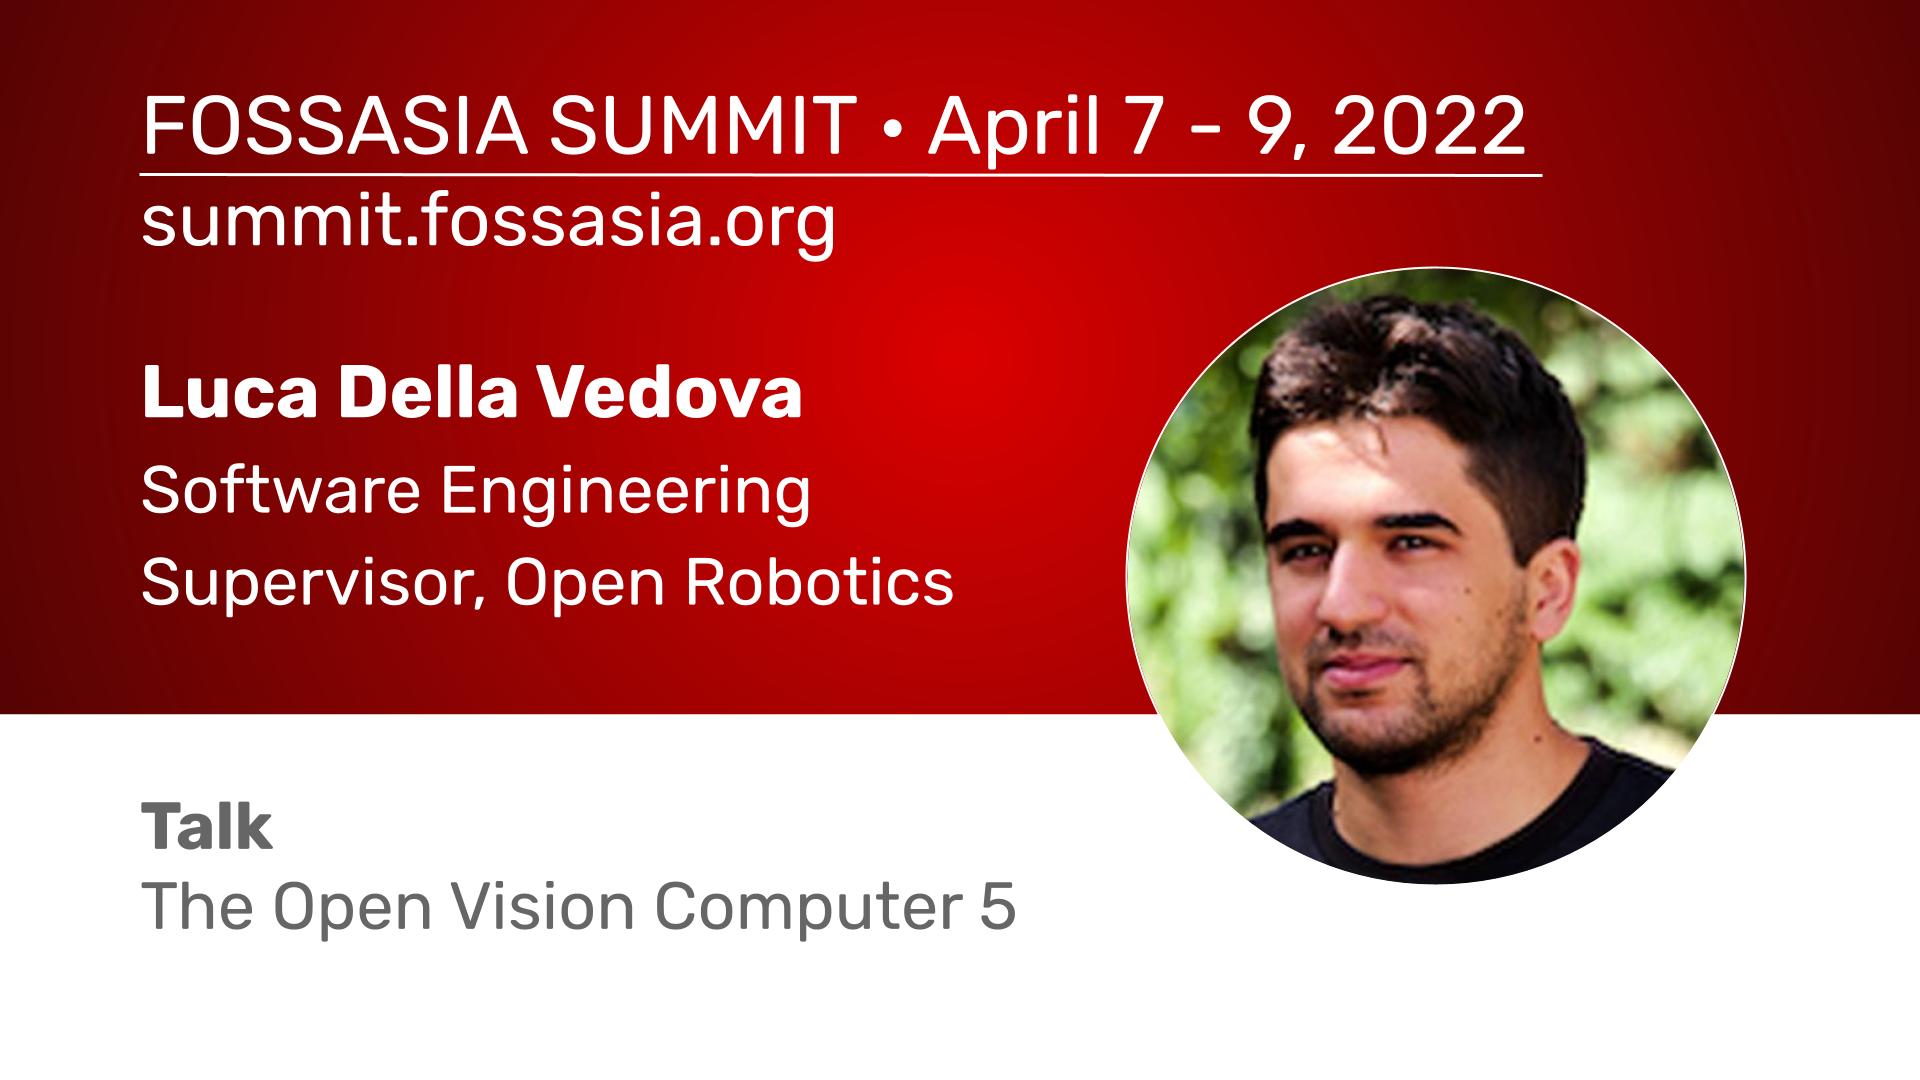 FOSSASIA SUMMIT • April 7 - 9, 2022
summit.fossasia.org
Luca Della Vedova
Software Engineering
Supervisor, Open Robotics
Talk
The Open Vision Computer 5